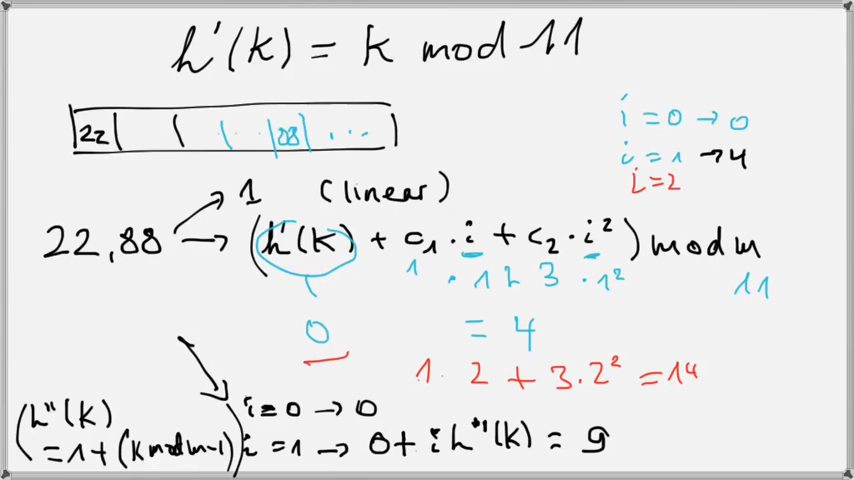 h'(k) = k mod 11
22 88 ...
i = 0 → 0
i = 1 → 4
i = 2
1 (linear)
22, 88 → (h'(k) + c₁ · i + c₂ · i²) mod m
1 · 1 + 3 · 1² 11
0 = 4
1 · 2 + 3 · 2² = 14
(h''(k) i = 0 → 0
= 1 + (k mod m-1)) i = 1 → 0 + i h''(k) = 9